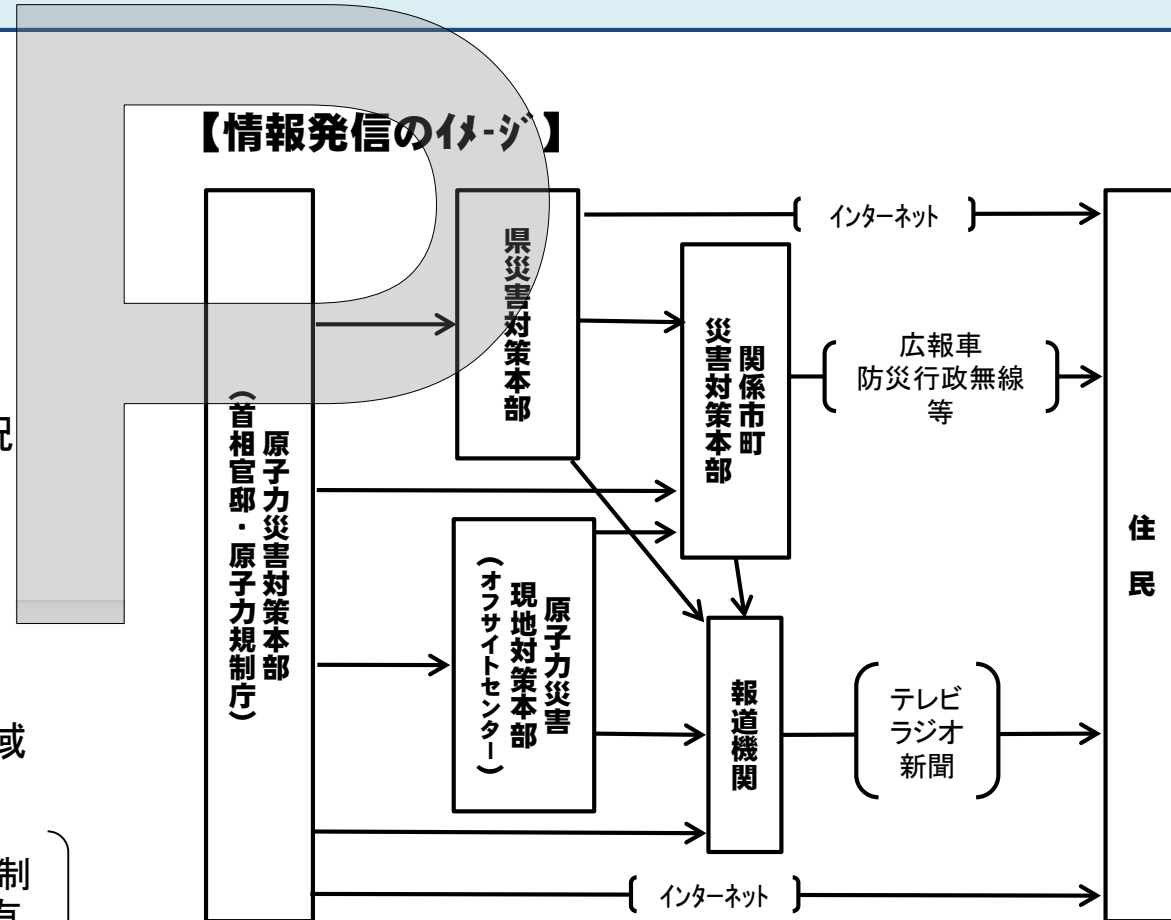 【情報発信のｲﾒｰｼﾞ】
インターネット
県災害対策本部
関係市町
災害対策本部
広報車
防災行政無線
等
原子力災害対策本部
（首相官邸・原子力規制庁）
原子力災害
現地対策本部
（オフサイトセンター）
報道機関
テレビ
ラジオ
新聞
住民
インターネット
況
域
制
P